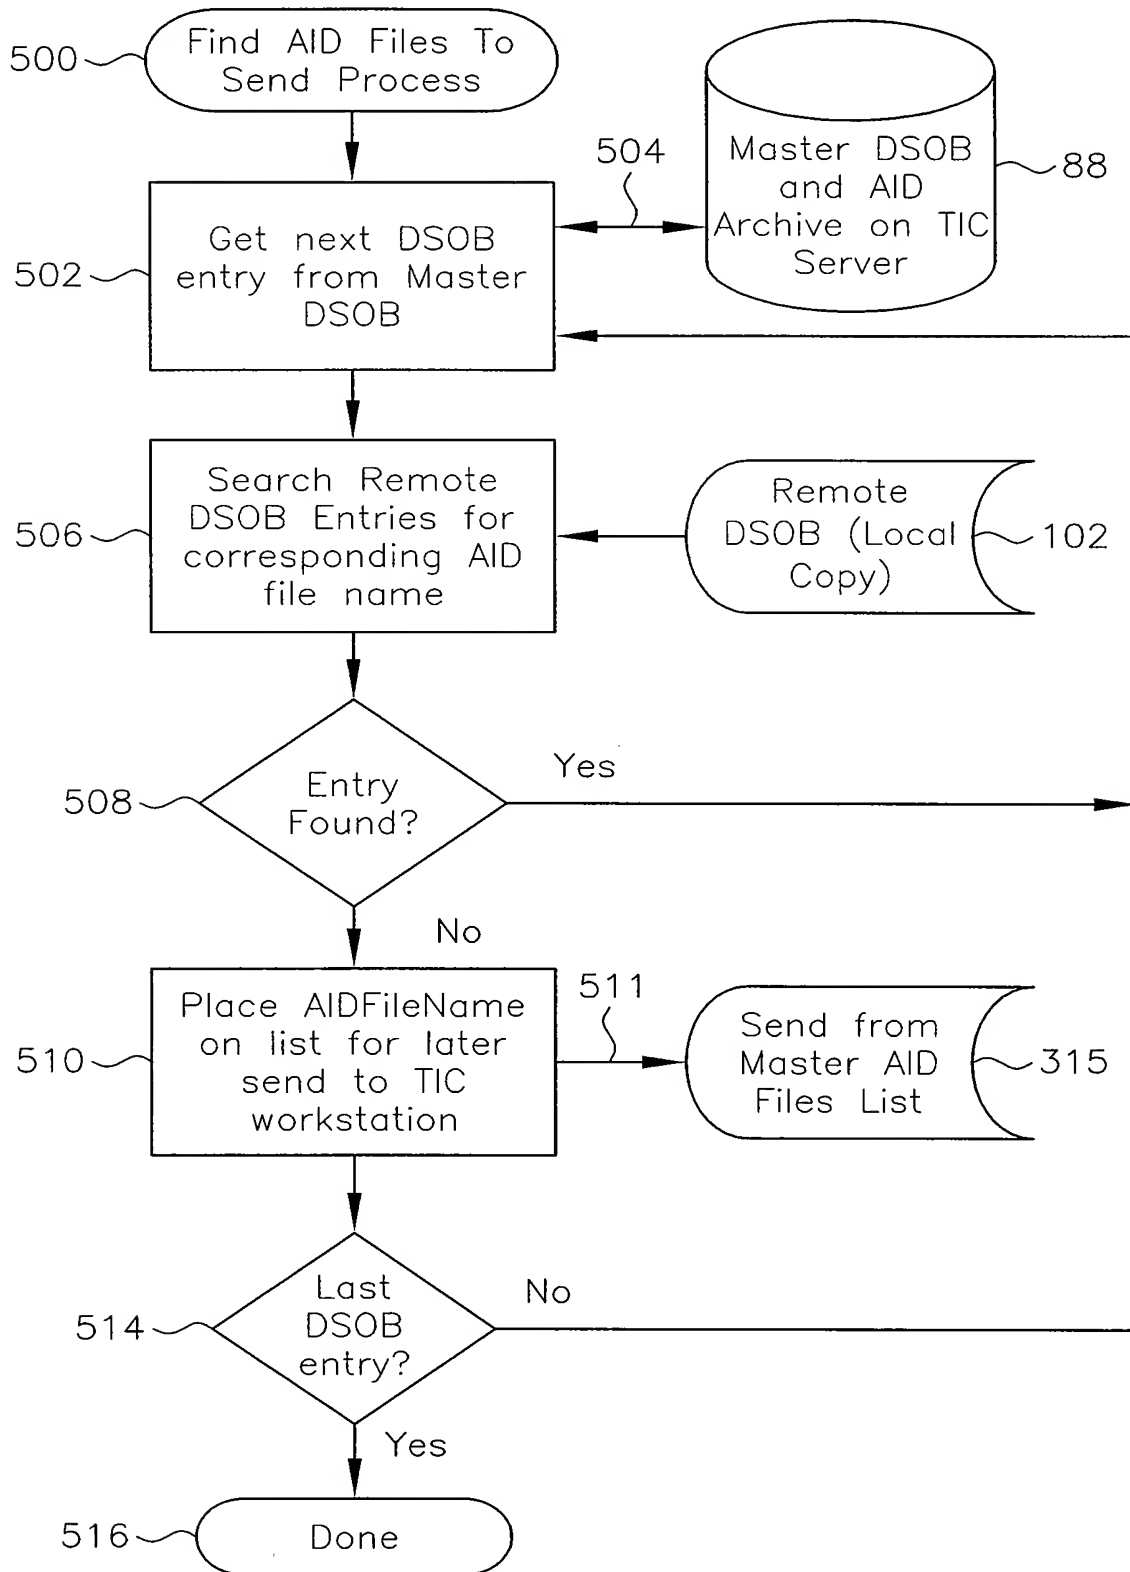 500
Find AID Files To
Send Process
504
Master DSOB
and AID
Archive on TIC
Server
88
502
Get next DSOB
entry from Master
DSOB
506
Search Remote
DSOB Entries for
corresponding AID
file name
Remote
DSOB (Local
Copy)
102
508
Entry
Found?
Yes
No
510
Place AIDFileName
on list for later
send to TIC
workstation
511
Send from
Master AID
Files List
315
514
Last
DSOB
entry?
No
Yes
516
Done